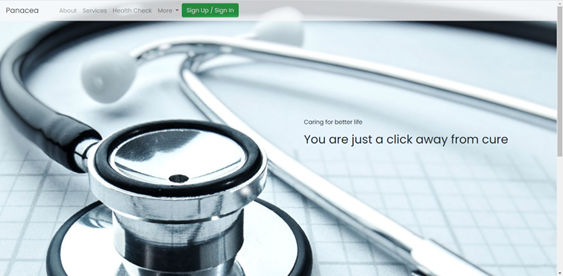 Panacea About Services Health Check More Sign Up / Sign In
Caring for better life
You are just a click away from cure